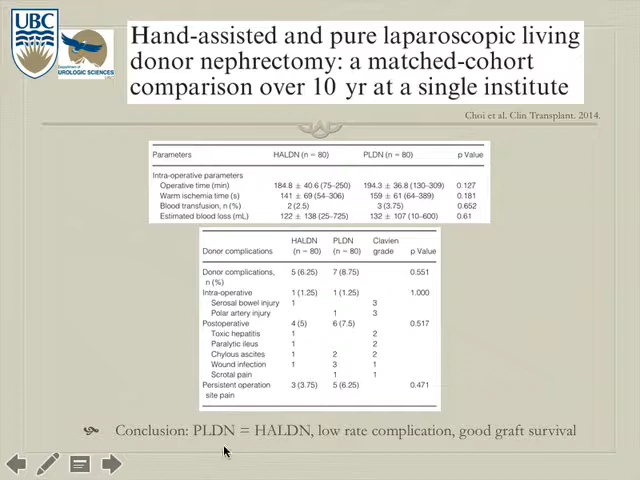 UBC
Department of
UROLOGIC SCIENCES
UBC
Hand-assisted and pure laparoscopic living
donor nephrectomy: a matched-cohort
comparison over 10 yr at a single institute
Choi et al. Clin Transplant. 2014.
Parameters HALDN (n = 80) PLDN (n = 80) p Value
Intra-operative parameters
Operative time (min) 184.8 ± 40.6 (75–250) 194.3 ± 36.8 (130–309) 0.127
Warm ischemia time (s) 141 ± 69 (54–306) 159 ± 61 (64–389) 0.181
Blood transfusion, n (%) 2 (2.5) 3 (3.75) 0.652
Estimated blood loss (mL) 122 ± 138 (25–725) 132 ± 107 (10–600) 0.61
HALDN PLDN Clavien
Donor complications (n = 80) (n = 80) grade p Value
Donor complications, 5 (6.25) 7 (8.75) 0.551
n (%)
Intra-operative 1 (1.25) 1 (1.25) 1.000
Serosal bowel injury 1 3
Polar artery injury 1 3
Postoperative 4 (5) 6 (7.5) 0.517
Toxic hepatitis 1 2
Paralytic ileus 1 2
Chylous ascites 1 2 2
Wound infection 1 3 1
Scrotal pain 1 1
Persistent operation 3 (3.75) 5 (6.25) 0.471
site pain
Conclusion: PLDN = HALDN, low rate complication, good graft survival